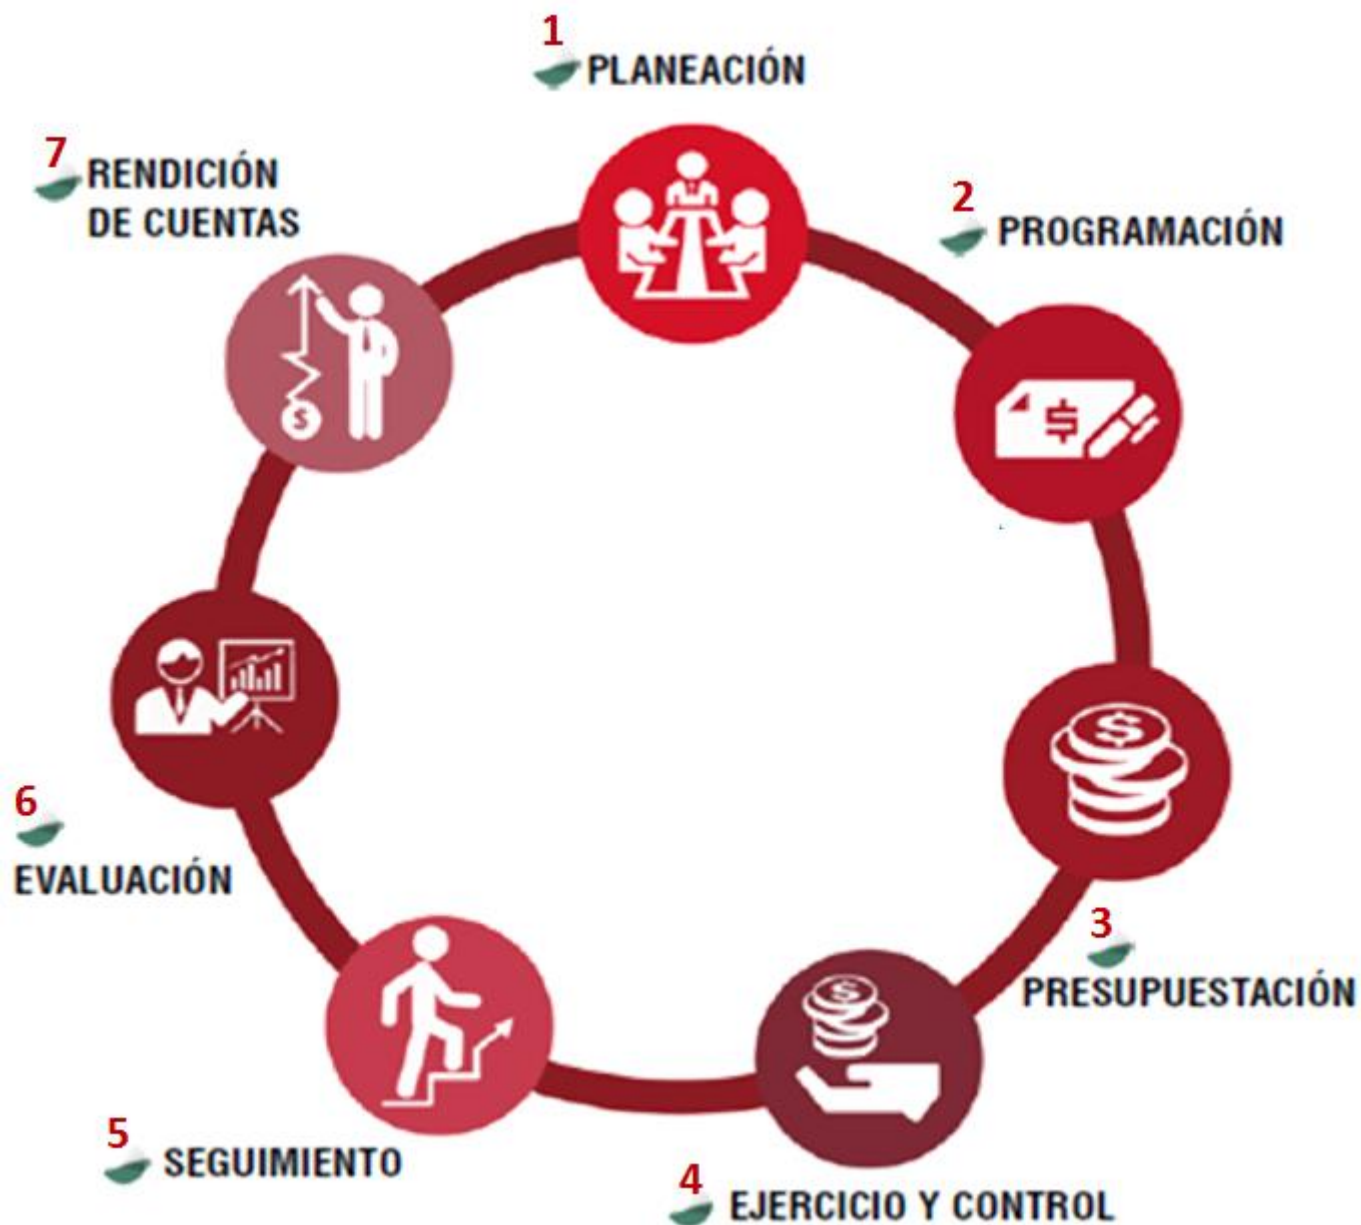 1
PLANEACIÓN
2
PROGRAMACIÓN
$
3
PRESUPUESTACIÓN
$
4
EJERCICIO Y CONTROL
$
5
SEGUIMIENTO
6
EVALUACIÓN
7
RENDICIÓN
DE CUENTAS
$